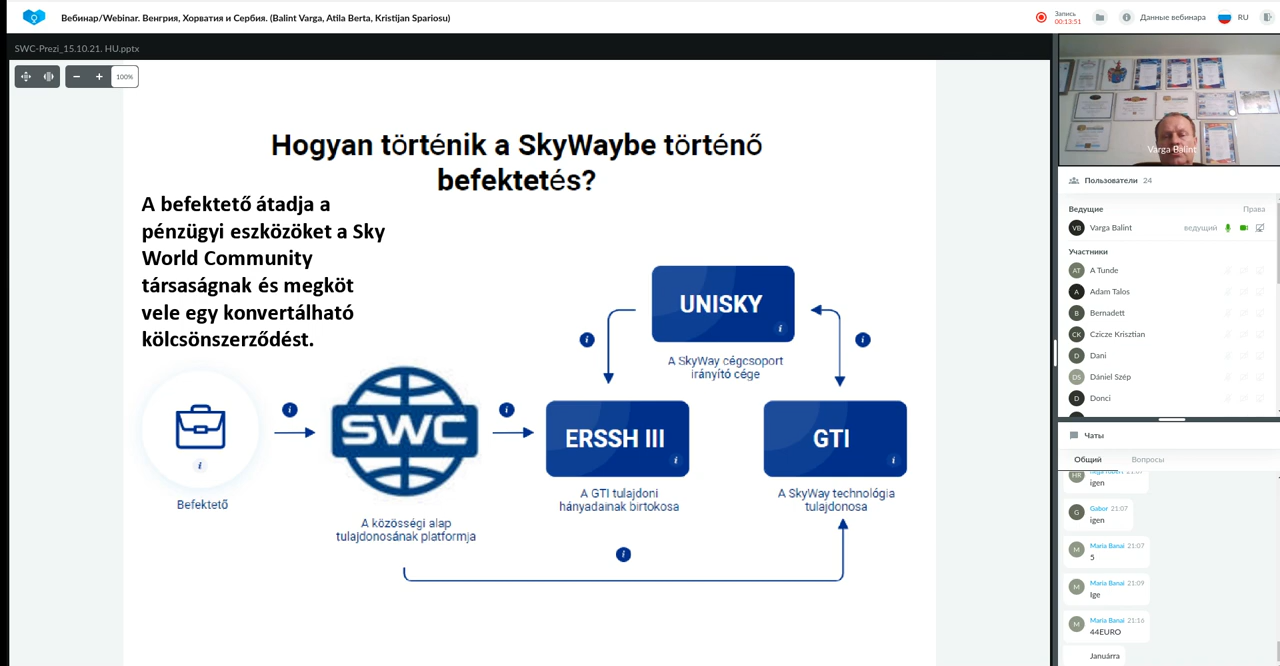 Вебинар/Webinar. Венгрия, Хорватия и Сербия. (Balint Varga, Atila Berta, Kristijan Spariosu)
Запись
00:13:51
Данные вебинара
RU
SWC-Prezi_15.10.21. HU.pptx
100%
Hogyan történik a SkyWaybe történő
befektetés?
A befektető átadja a
pénzügyi eszközöket a Sky
World Community
társaságnak és megköt
vele egy konvertálható
kölcsönszerződést.
UNISKY
A SkyWay cégcsoport
irányító cége
SWC
ERSSH III
GTI
Befektető
A GTI tulajdoni
hányadainak birtokosa
A SkyWay technológia
tulajdonosa
A közösségi alap
tulajdonosának platformja
Varga Balint
Пользователи 24
Ведущие
Права
VB
Varga Balint
ведущий
Участники
AT
A Tunde
A
Adam Talos
B
Bernadett
CK
Czicze Krisztian
D
Dani
DS
Dániel Szép
D
Donci
Чаты
Общий
Вопросы
igen
G
Gabor 21:07
igen
M
Maria Banai 21:07
5
M
Maria Banai 21:09
Ige
M
Maria Banai 21:16
44EURO
Januárra